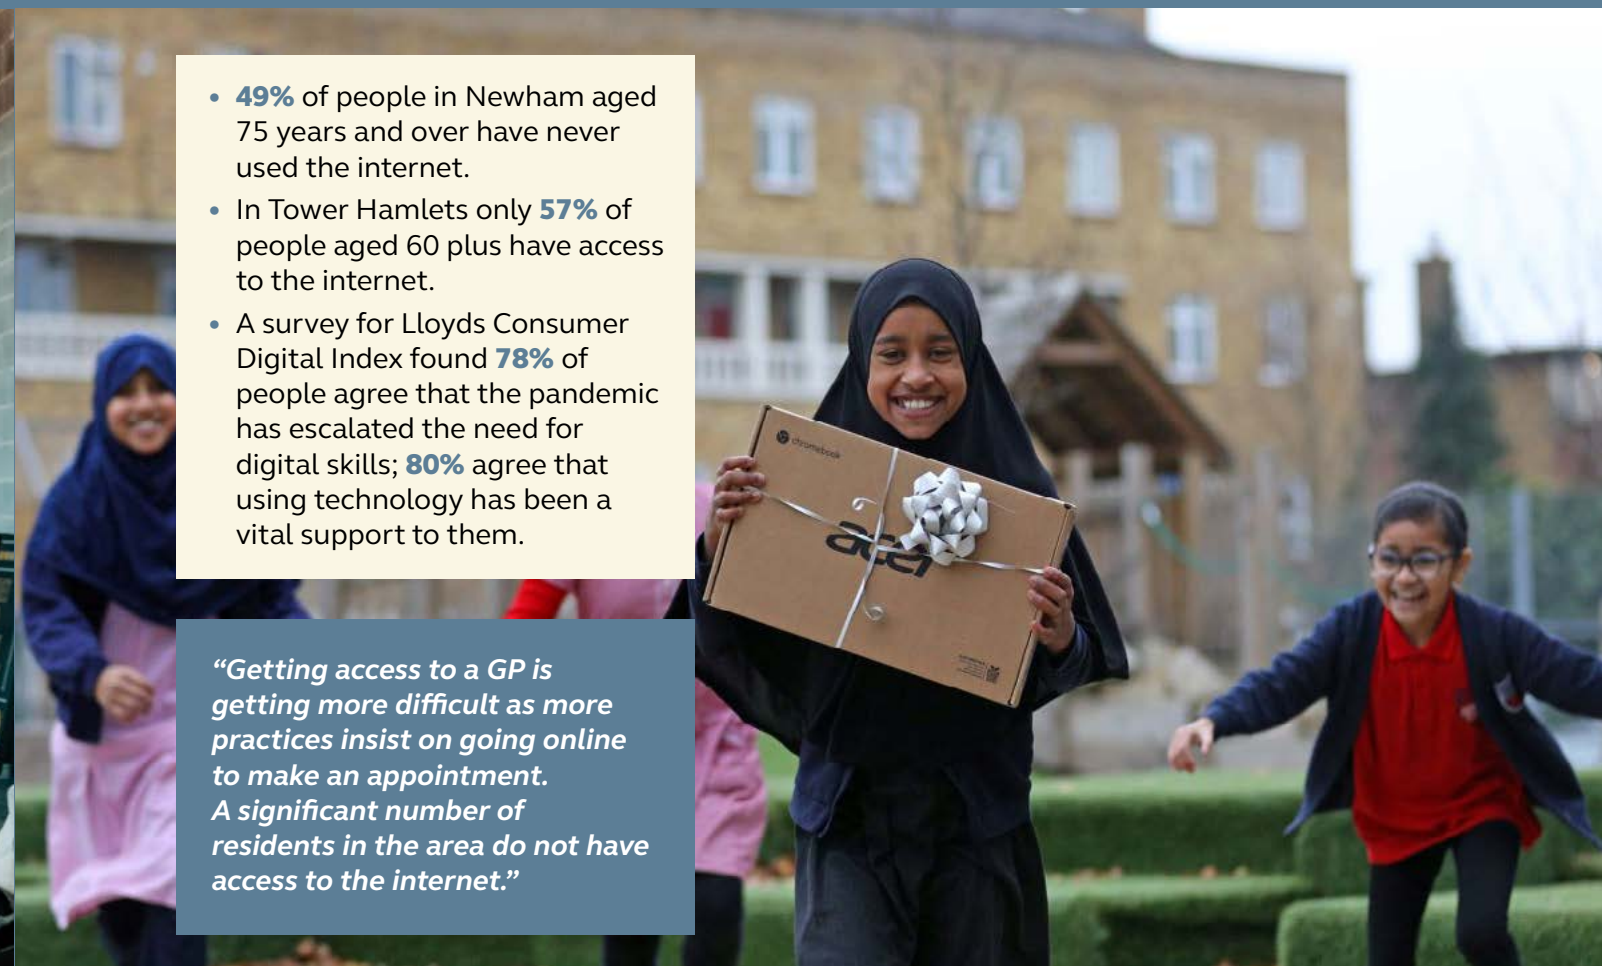 • 49% of people in Newham aged
75 years and over have never
used the internet.
• In Tower Hamlets only 57% of
people aged 60 plus have access
to the internet.
• A survey for Lloyds Consumer
Digital Index found 78% of
people agree that the pandemic
has escalated the need for
digital skills; 80% agree that
using technology has been a
vital support to them.
“Getting access to a GP is
getting more difficult as more
practices insist on going online
to make an appointment.
A significant number of
residents in the area do not have
access to the internet.”
chromebook
acer